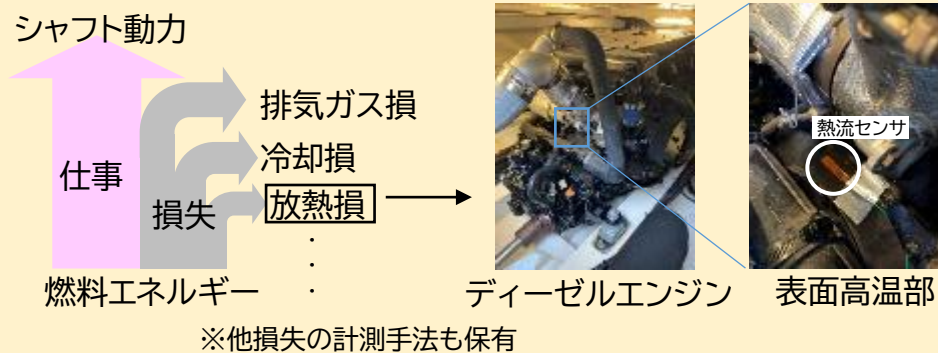 シャフト動力
仕事
損失
排気ガス損
冷却損
放熱損
・
・
・
燃料エネルギー
※他損失の計測手法も保有
ディーゼルエンジン
熱流センサ
表面高温部